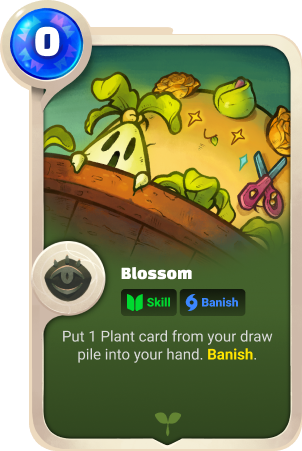 0
Blossom
Skill Banish
Put 1 Plant card from your draw
pile into your hand. Banish.